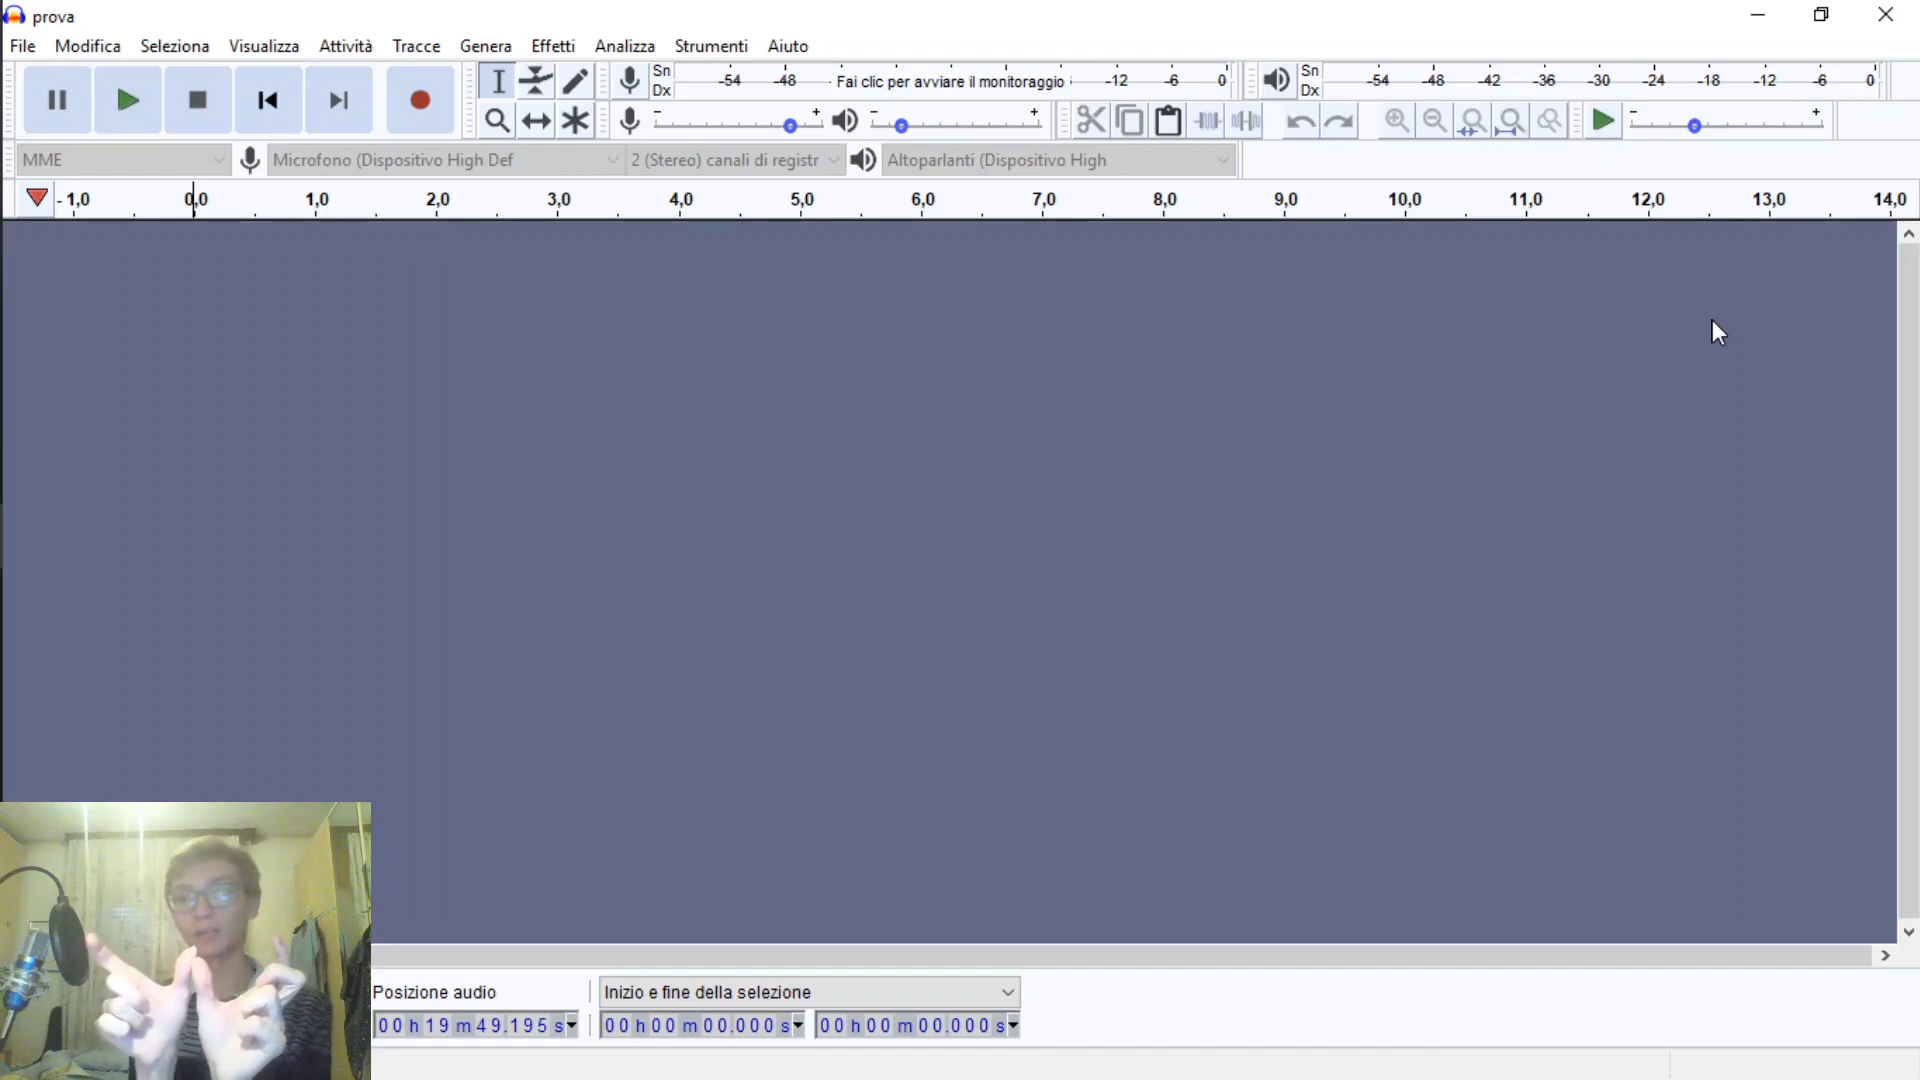 prova
File Modifica Seleziona Visualizza Attività Tracce Genera Effetti Analizza Strumenti Aiuto
Sn -54 -48 Fai clic per avviare il monitoraggio -12 -6 0 Sn -54 -48 -42 -36 -30 -24 -18 -12 -6 0
Dx Dx
- + - + - +
MME Microfono (Dispositivo High Def 2 (Stereo) canali di registr Altoparlanti (Dispositivo High
-1,0 0,0 1,0 2,0 3,0 4,0 5,0 6,0 7,0 8,0 9,0 10,0 11,0 12,0 13,0 14,0
Posizione audio Inizio e fine della selezione
00 h 19 m 49.195 s 00 h 00 m 00.000 s 00 h 00 m 00.000 s